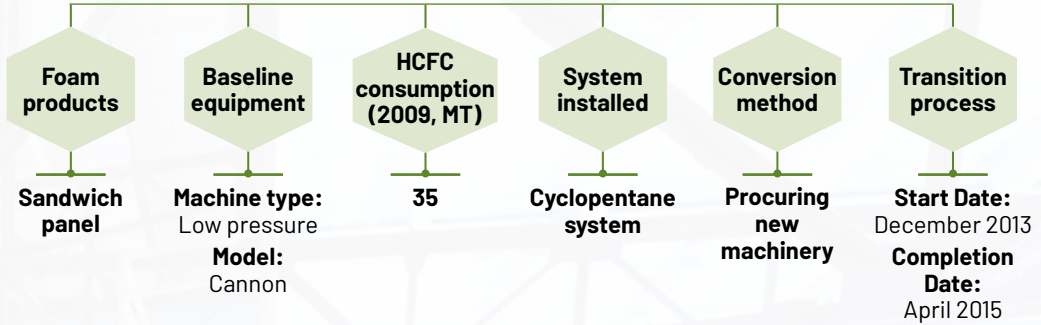 Foam
products
Sandwich
panel
Baseline
equipment
Machine type:
Low pressure
Model:
Cannon
HCFC
consumption
(2009, MT)
35
System
installed
Cyclopentane
system
Conversion
method
Procuring
new
machinery
Transition
process
Start Date:
December 2013
Completion
Date:
April 2015